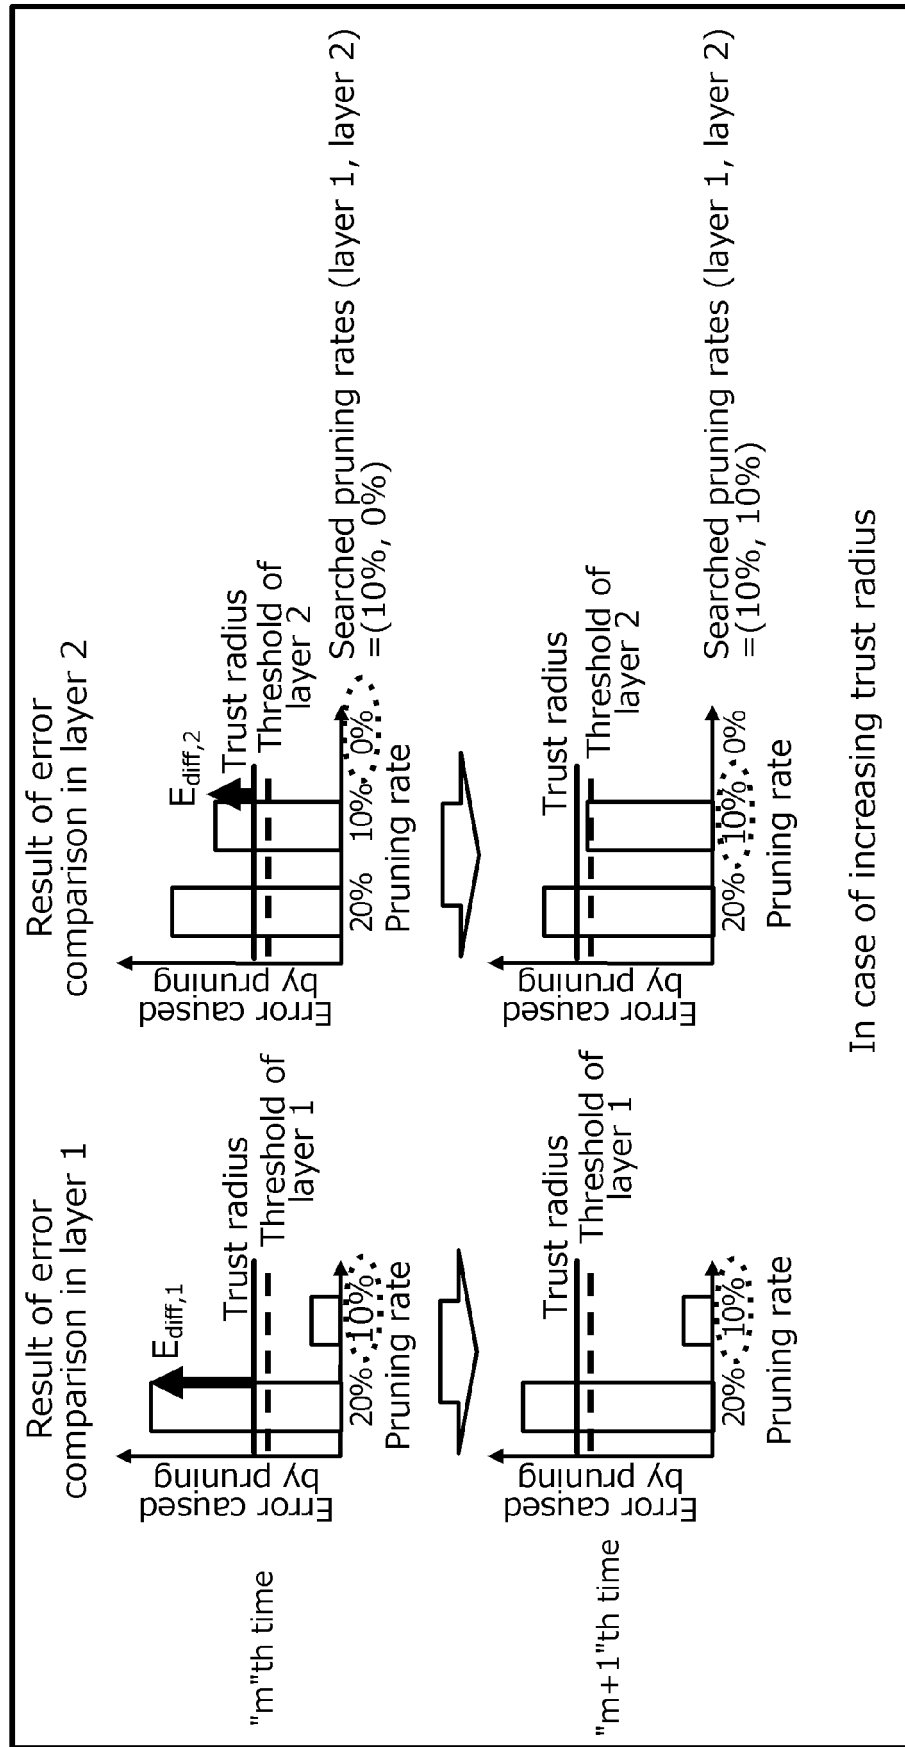 Result of error
comparison in layer 1
Result of error
comparison in layer 2
"m"th time
Error caused
by pruning
Ediff,1
Trust radius
Threshold of
layer 1
20% 10%
Pruning rate
Error caused
by pruning
Ediff,2
Trust radius
Threshold of
layer 2
20% 10% 0%
Pruning rate
Searched pruning rates (layer 1, layer 2)
=(10%, 0%)
"m+1"th time
Error caused
by pruning
Trust radius
Threshold of
layer 1
20% 10%
Pruning rate
Error caused
by pruning
Trust radius
Threshold of
layer 2
20% 10% 0%
Pruning rate
Searched pruning rates (layer 1, layer 2)
=(10%, 10%)
In case of increasing trust radius